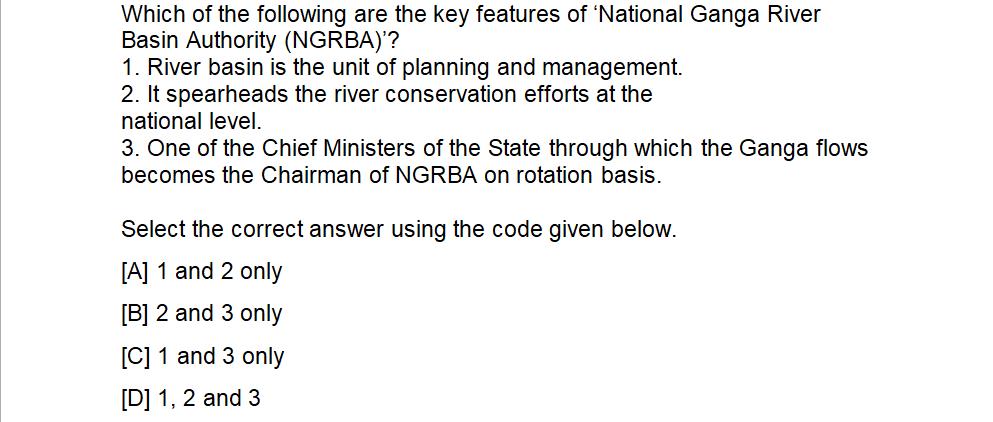 Which of the following are the key features of ‘National Ganga River
Basin Authority (NGRBA)’?
1. River basin is the unit of planning and management.
2. It spearheads the river conservation efforts at the
national level.
3. One of the Chief Ministers of the State through which the Ganga flows
becomes the Chairman of NGRBA on rotation basis.
Select the correct answer using the code given below.
[A] 1 and 2 only
[B] 2 and 3 only
[C] 1 and 3 only
[D] 1, 2 and 3